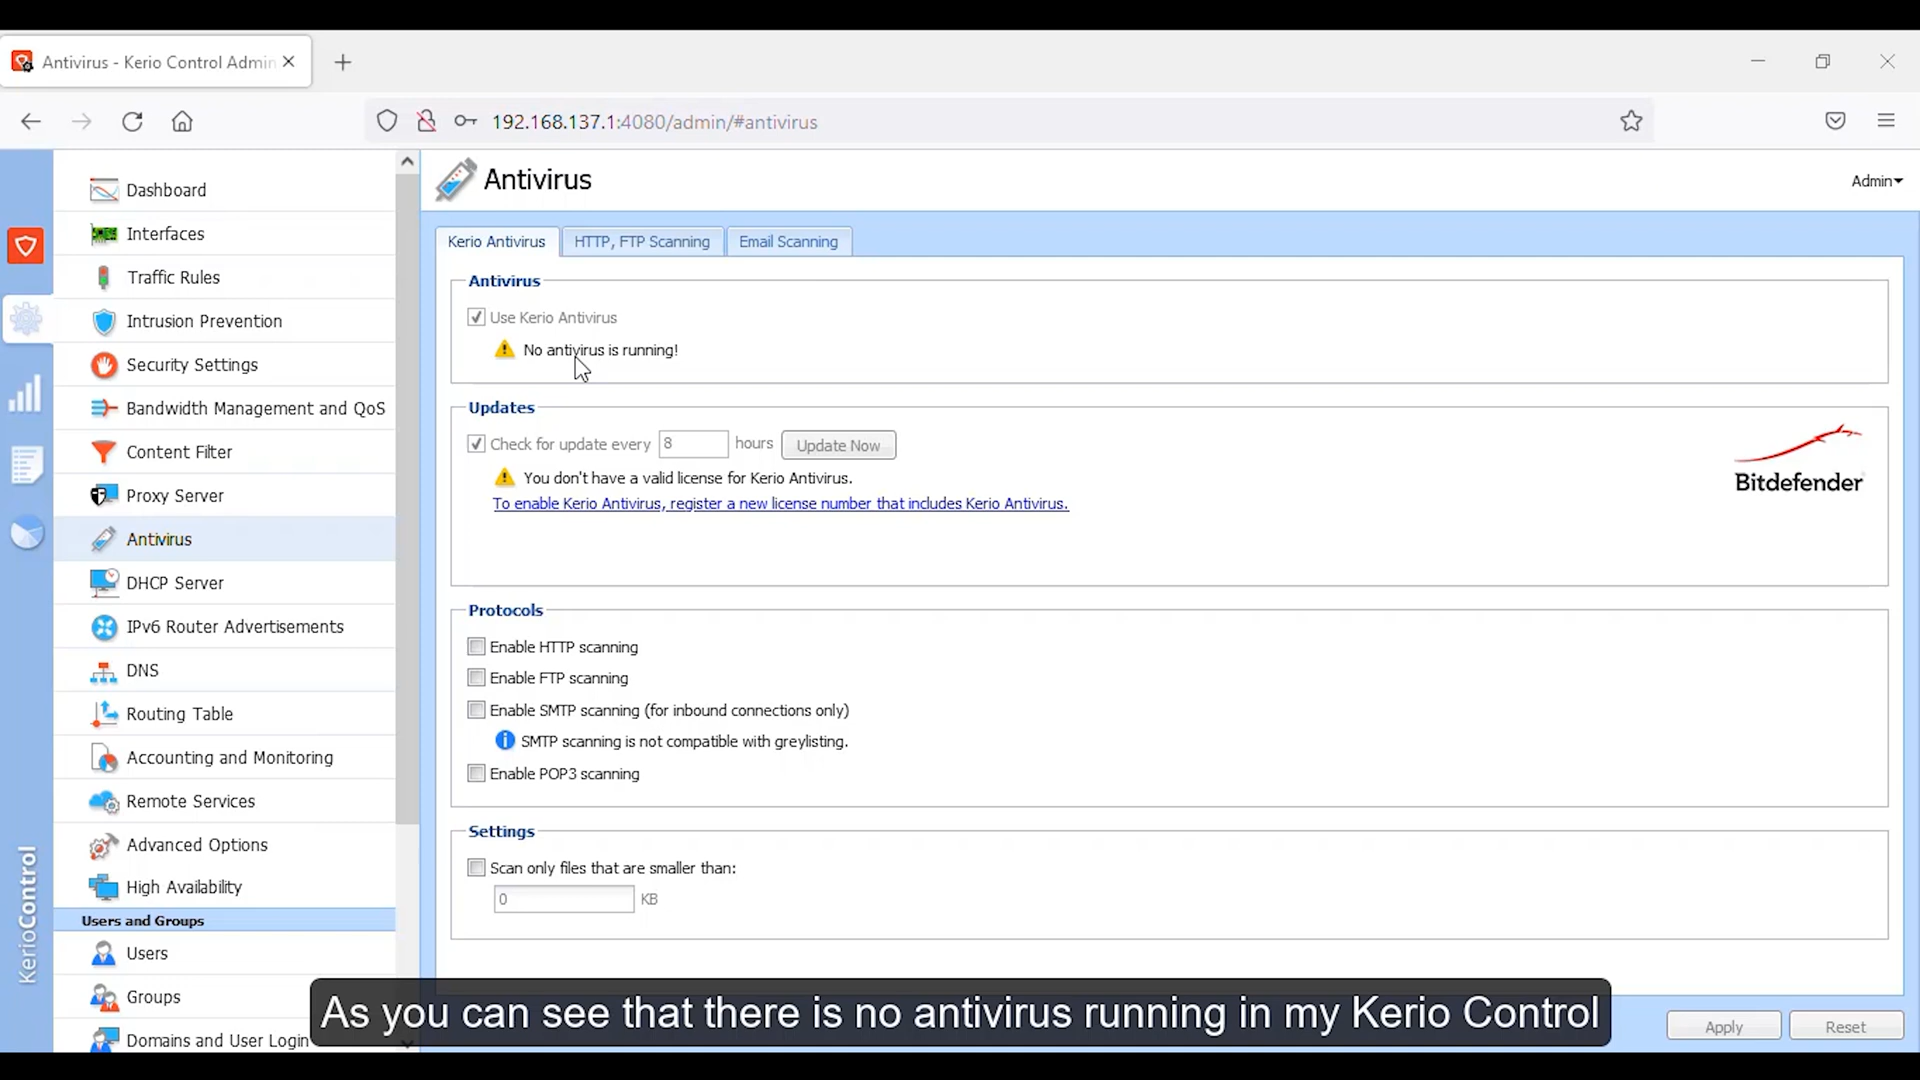 Antivirus - Kerio Control Admin
192.168.137.1:4080/admin/#antivirus
Dashboard
Interfaces
Traffic Rules
Intrusion Prevention
Security Settings
Bandwidth Management and QoS
Content Filter
Proxy Server
Antivirus
DHCP Server
IPv6 Router Advertisements
DNS
Routing Table
Accounting and Monitoring
Remote Services
Advanced Options
High Availability
Users and Groups
Users
Groups
Domains and User Login
KerioControl
Antivirus
Admin
Kerio Antivirus
HTTP, FTP Scanning
Email Scanning
Antivirus
Use Kerio Antivirus
No antivirus is running!
Updates
Check for update every 8 hours Update Now
You don't have a valid license for Kerio Antivirus.
To enable Kerio Antivirus, register a new license number that includes Kerio Antivirus.
Bitdefender
Protocols
Enable HTTP scanning
Enable FTP scanning
Enable SMTP scanning (for inbound connections only)
SMTP scanning is not compatible with greylisting.
Enable POP3 scanning
Settings
Scan only files that are smaller than:
0 KB
Apply
Reset
As you can see that there is no antivirus running in my Kerio Control